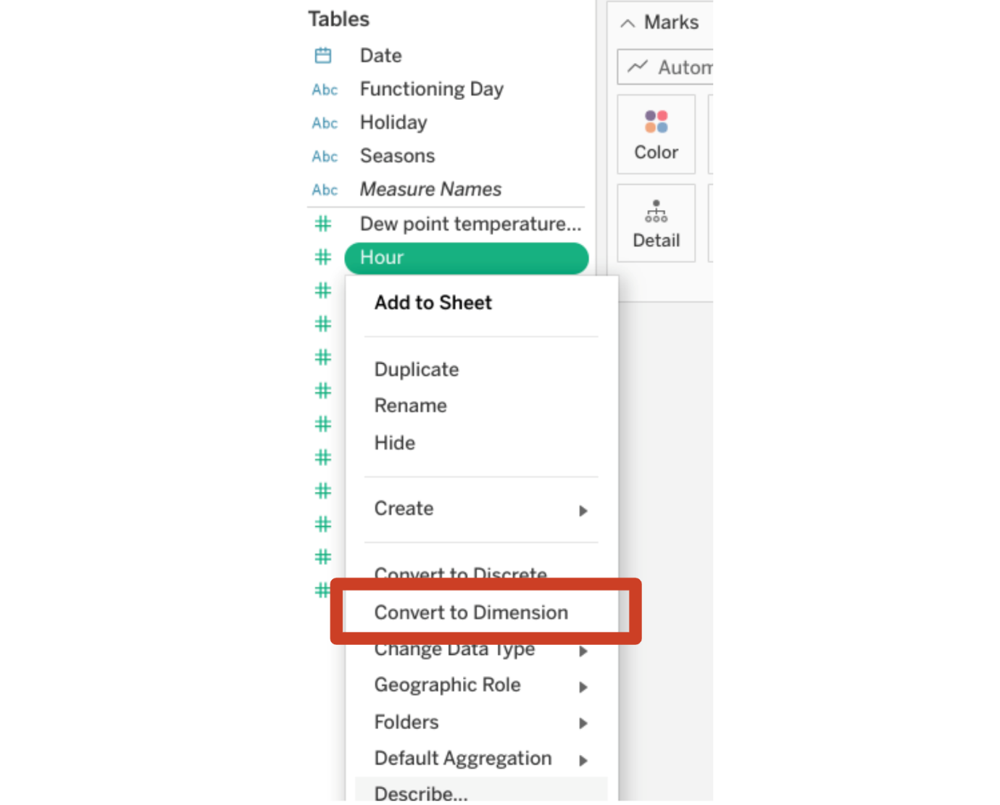 Tables
Date
Abc Functioning Day
Abc Holiday
Abc Seasons
Abc Measure Names
# Dew point temperature...
# Hour
#
#
#
#
#
#
#
#
#
#
Add to Sheet
Duplicate
Rename
Hide
Create
Convert to Discrete
Convert to Dimension
Change Data Type
Geographic Role
Folders
Default Aggregation
Describe...
Marks
Autom
Color
Detail